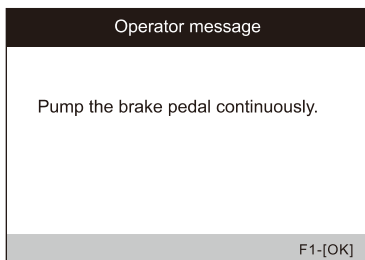 Operator message
Pump the brake pedal continuously.
F1-[OK]